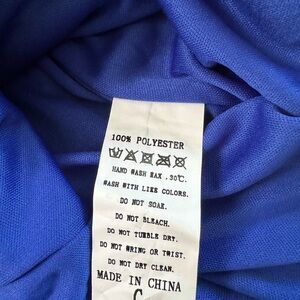 100% POLYESTER
HAND WASH MAX .30℃.
WASH WITH LIKE COLORS.
DO NOT SOAK.
DO NOT BLEACH.
DO NOT TUMBLE DRY.
DO NOT WRING OR TWIST.
DO NOT DRY CLEAN.
MADE IN CHINA
C